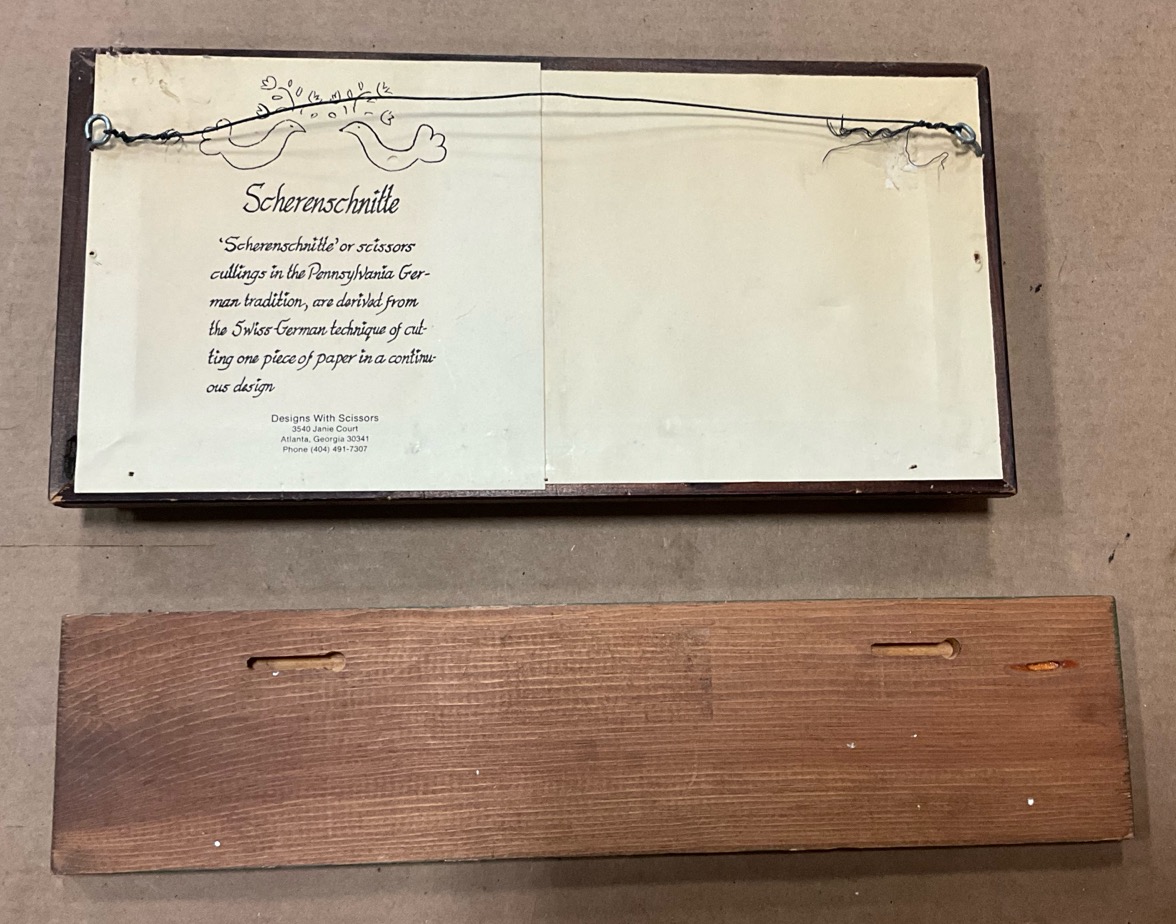 Scherenschnitte
'Scherenschnitte' or scissors
cuttings in the Pennsylvania Ger-
man tradition, are derived from
the Swiss-German technique of cut-
ting one piece of paper in a continu-
ous design
Designs With Scissors
3540 Janie Court
Atlanta, Georgia 30341
Phone (404) 491-7307